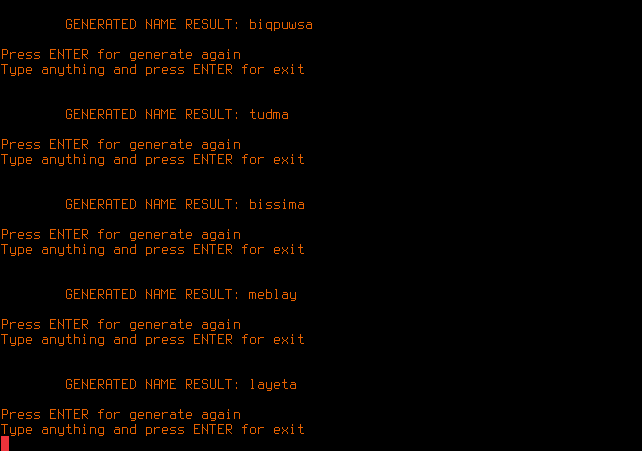 GENERATED NAME RESULT: biqpuwsa
Press ENTER for generate again
Type anything and press ENTER for exit
GENERATED NAME RESULT: tudma
Press ENTER for generate again
Type anything and press ENTER for exit
GENERATED NAME RESULT: bissima
Press ENTER for generate again
Type anything and press ENTER for exit
GENERATED NAME RESULT: meblay
Press ENTER for generate again
Type anything and press ENTER for exit
GENERATED NAME RESULT: layeta
Press ENTER for generate again
Type anything and press ENTER for exit